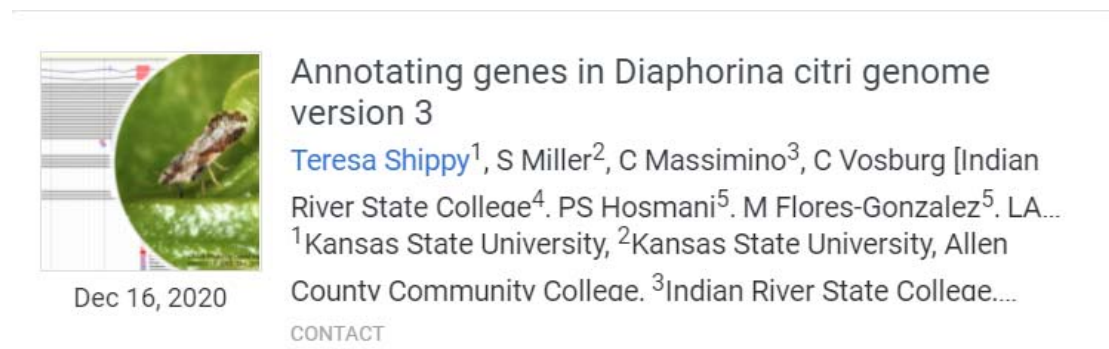 Annotating genes in Diaphorina citri genome
version 3
Teresa Shippy1, S Miller2, C Massimino3, C Vosburg [Indian
River State College4. PS Hosmani5. M Flores-Gonzalez5. LA...
1Kansas State University, 2Kansas State University, Allen
County Community College. 3Indian River State College....
Dec 16, 2020
CONTACT